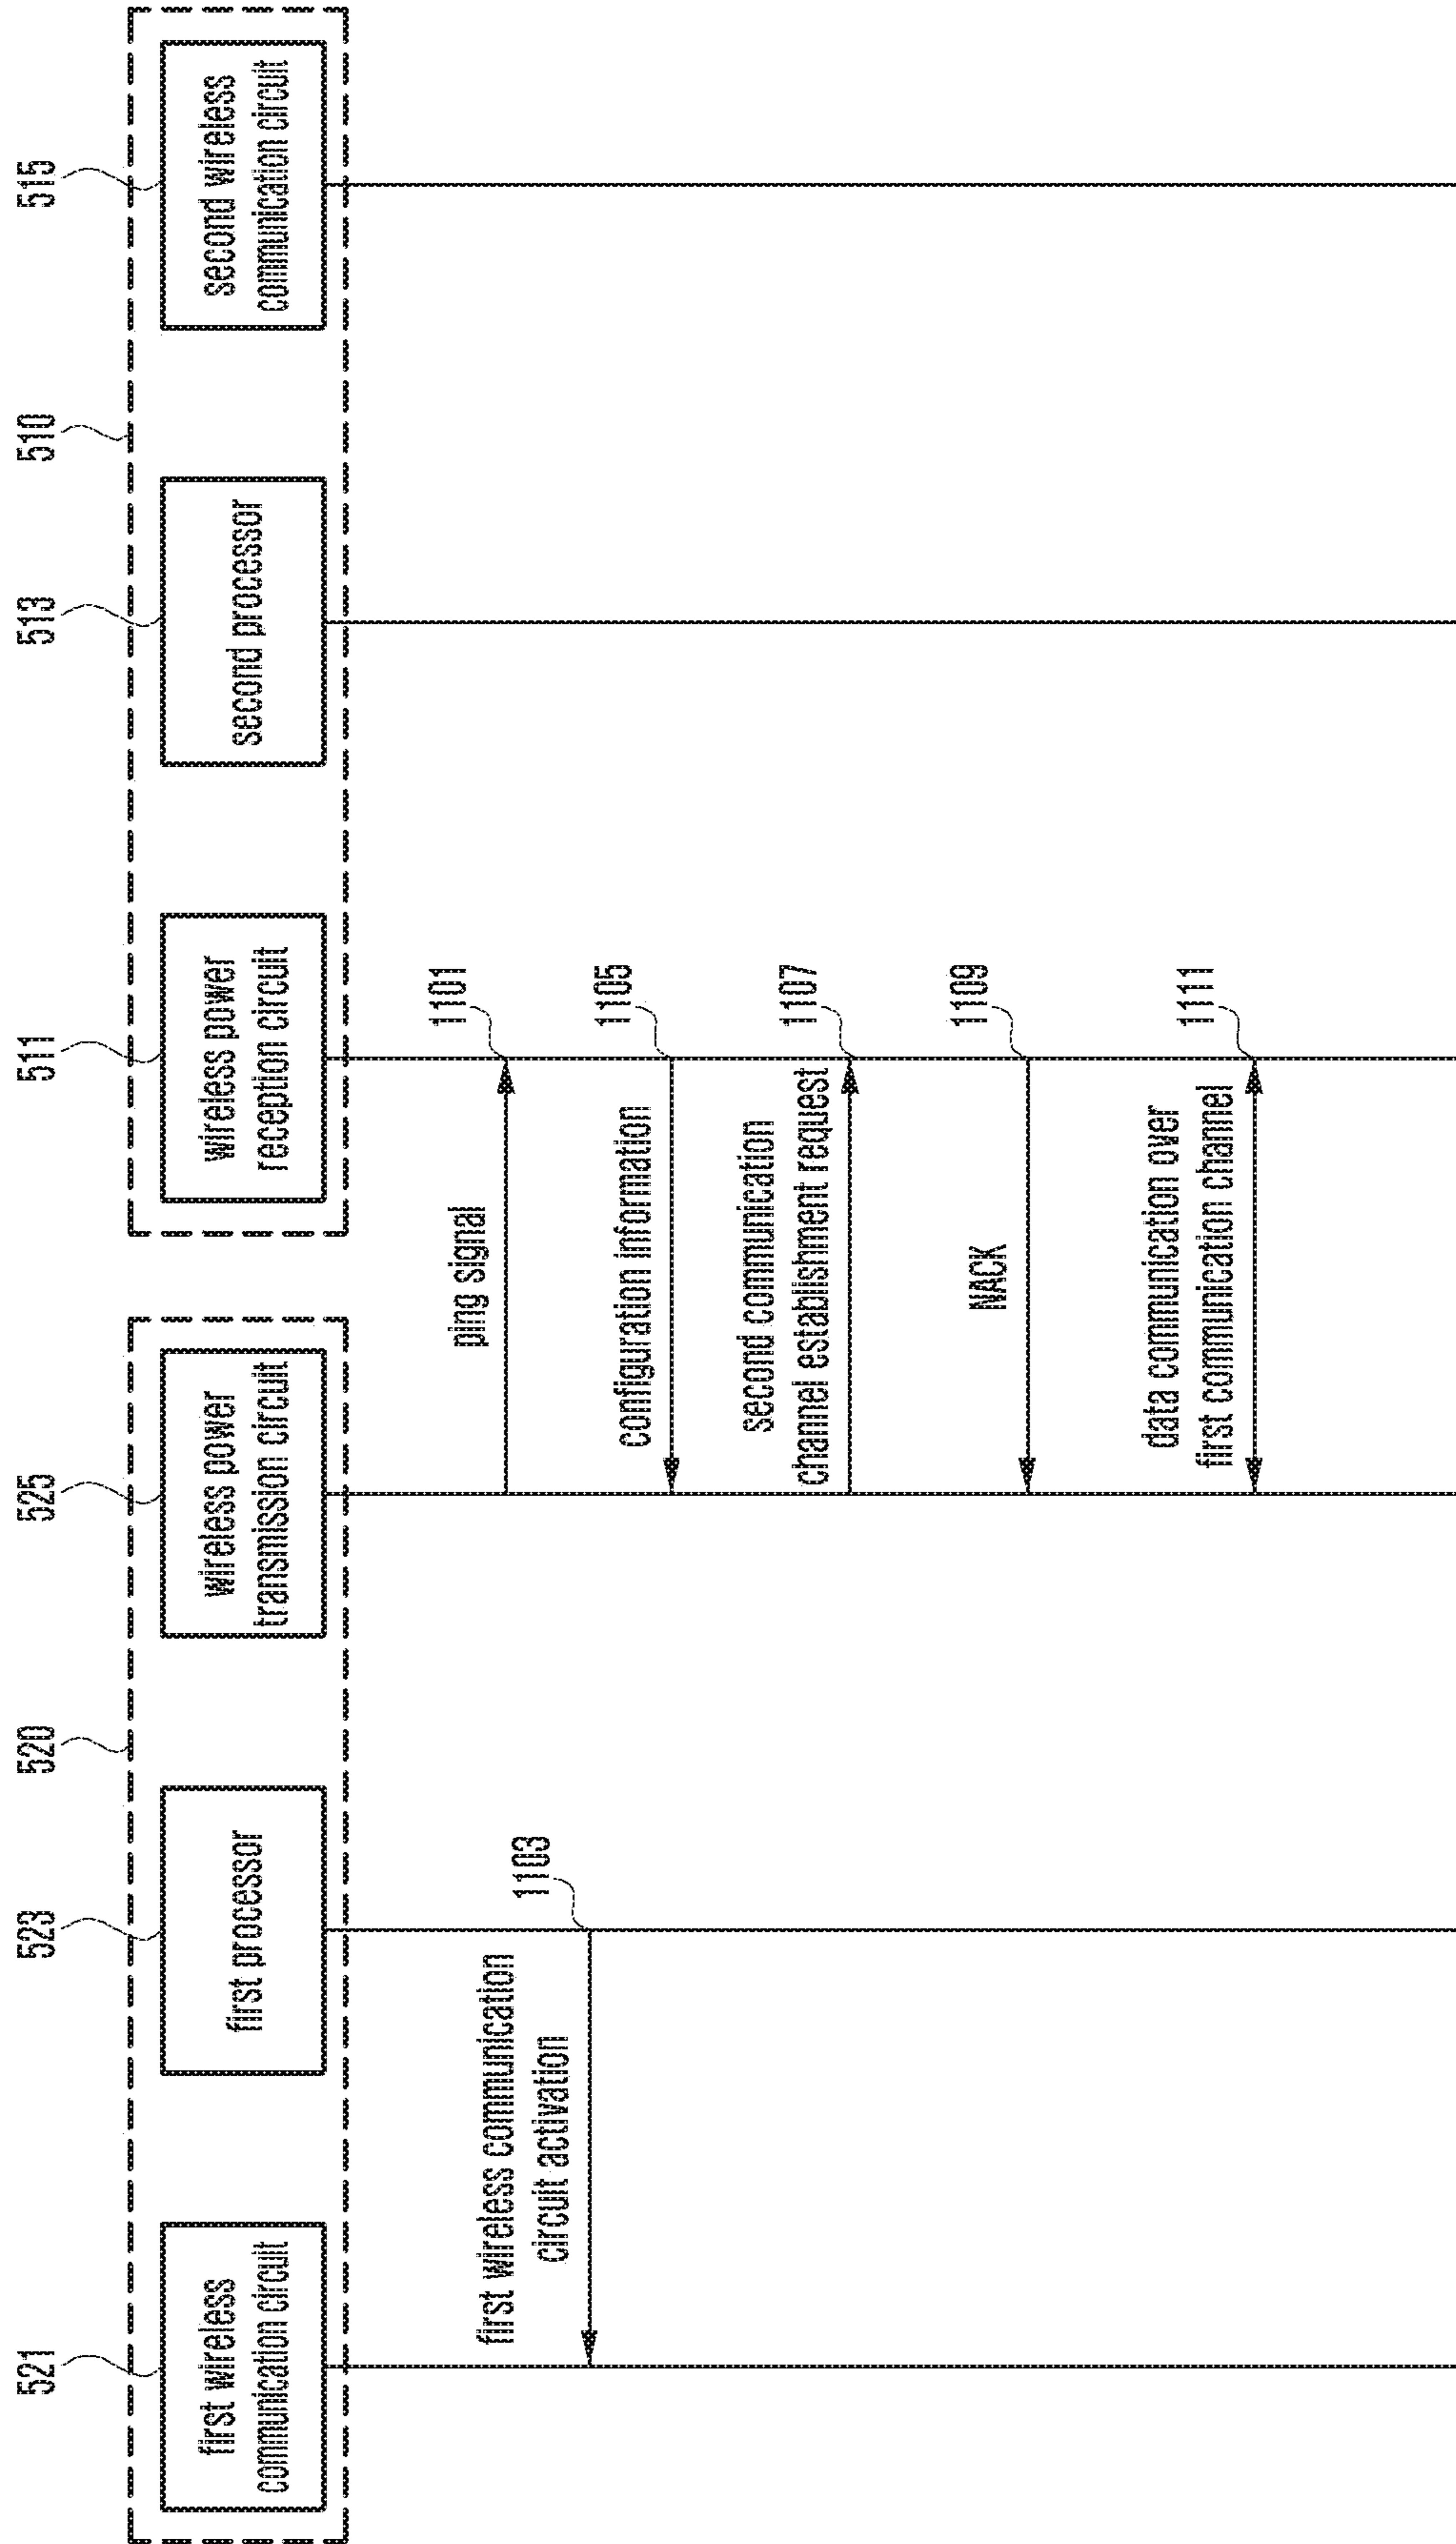 520
510
521
523
525
511
513
515
first wireless
communication circuit
first processor
wireless power
transmission circuit
wireless power
reception circuit
second processor
second wireless
communication circuit
ping signal
1101
first wireless communication
circuit activation
1103
configuration information
1105
second communication
channel establishment request
1107
NACK
1109
data communication over
first communication channel
1111